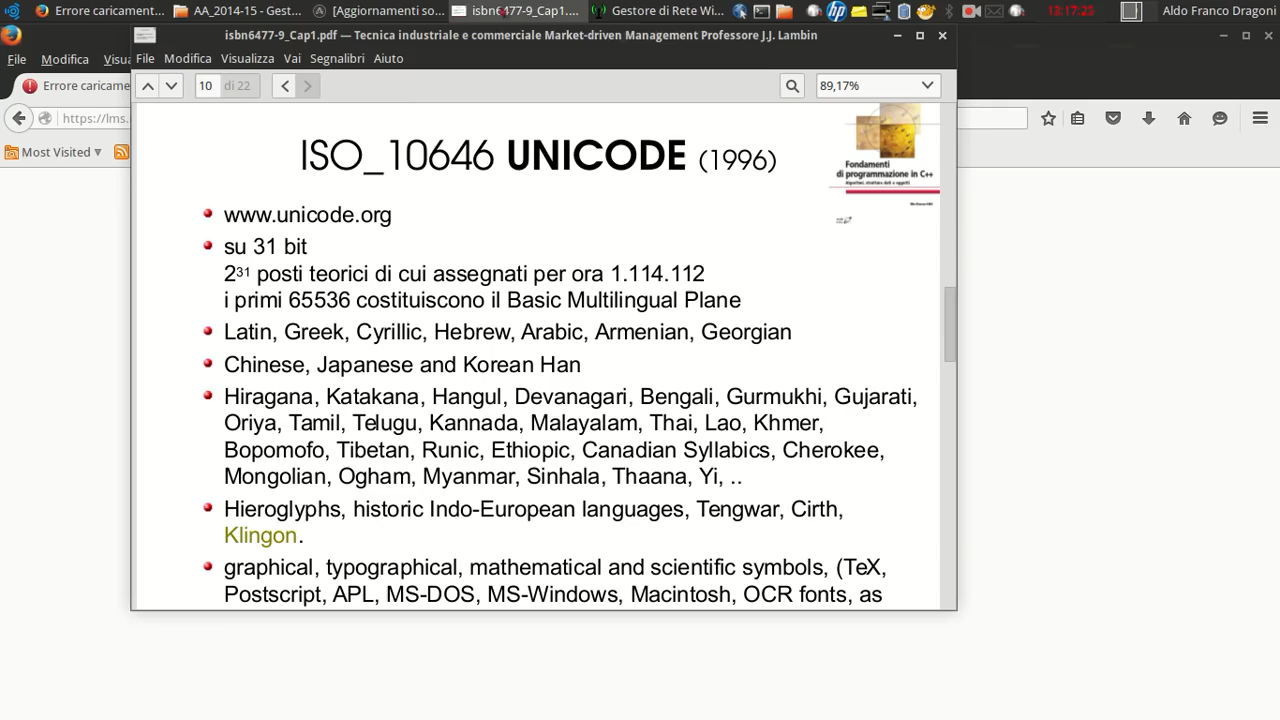 Errore caricament...
AA_2014-15 - Gest...
[Aggiornamenti so...
isbn6477-9_Cap1....
Gestore di Rete Wi...
13:17:25
Aldo Franco Dragon
isbn6477-9_Cap1.pdf — Tecnica industriale e commerciale Market-driven Management Professore J.J. Lambin
File Modifica Visua
File Modifica Visualizza Vai Segnalibri Aiuto
Errore caricame
10 di 22
89,17%
https://lms.
Most Visited
ISO_10646 UNICODE (1996)
Fondamenti
di programmazione in C++
www.unicode.org
su 31 bit
2³¹ posti teorici di cui assegnati per ora 1.114.112
i primi 65536 costituiscono il Basic Multilingual Plane
Latin, Greek, Cyrillic, Hebrew, Arabic, Armenian, Georgian
Chinese, Japanese and Korean Han
Hiragana, Katakana, Hangul, Devanagari, Bengali, Gurmukhi, Gujarati,
Oriya, Tamil, Telugu, Kannada, Malayalam, Thai, Lao, Khmer,
Bopomofo, Tibetan, Runic, Ethiopic, Canadian Syllabics, Cherokee,
Mongolian, Ogham, Myanmar, Sinhala, Thaana, Yi, ..
Hieroglyphs, historic Indo-European languages, Tengwar, Cirth,
Klingon.
graphical, typographical, mathematical and scientific symbols, (TeX,
Postscript, APL, MS-DOS, MS-Windows, Macintosh, OCR fonts, as